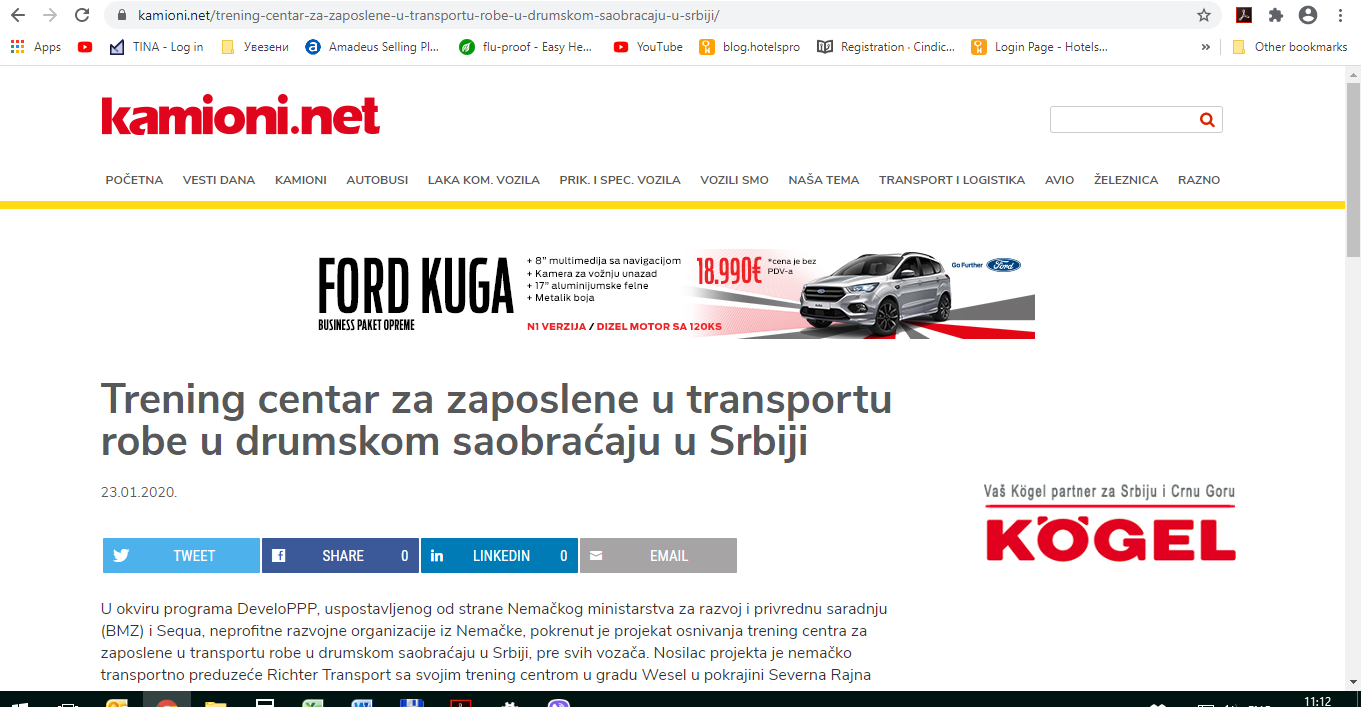 kamioni.net/trening-centar-za-zaposlene-u-transportu-robe-u-drumskom-saobracaju-u-srbiji/
Apps TINA - Log in Увезени Amadeus Selling Pl... flu-proof - Easy He... YouTube blog.hotelspro Registration · Cindic... Login Page - Hotels... » Other bookmarks
kamioni.net
POČETNA VESTI DANA KAMIONI AUTOBUSI LAKA KOM. VOZILA PRIK. I SPEC. VOZILA VOZILI SMO NAŠA TEMA TRANSPORT I LOGISTIKA AVIO ŽELEZNICA RAZNO
FORD KUGA
BUSINESS PAKET OPREME
+ 8" multimedija sa navigacijom
+ Kamera za vožnju unazad
+ 17" aluminijumske felne
+ Metalik boja
N1 VERZIJA / DIZEL MOTOR SA 120KS
18.990€
*cena je bez
PDV-a
Go Further Ford
Trening centar za zaposlene u transportu
robe u drumskom saobraćaju u Srbiji
23.01.2020.
Vaš Kögel partner za Srbiju i Crnu Goru
KÖGEL
TWEET SHARE 0 LINKEDIN 0 EMAIL
U okviru programa DeveloPPP, uspostavljenog od strane Nemačkog ministarstva za razvoj i privrednu saradnju
(BMZ) i Sequa, neprofitne razvojne organizacije iz Nemačke, pokrenut je projekat osnivanja trening centra za
zaposlene u transportu robe u drumskom saobraćaju u Srbiji, pre svih vozača. Nosilac projekta je nemačko
transportno preduzeće Richter Transport sa svojim trening centrom u gradu Wesel u pokrajini Severna Rajna
11:12